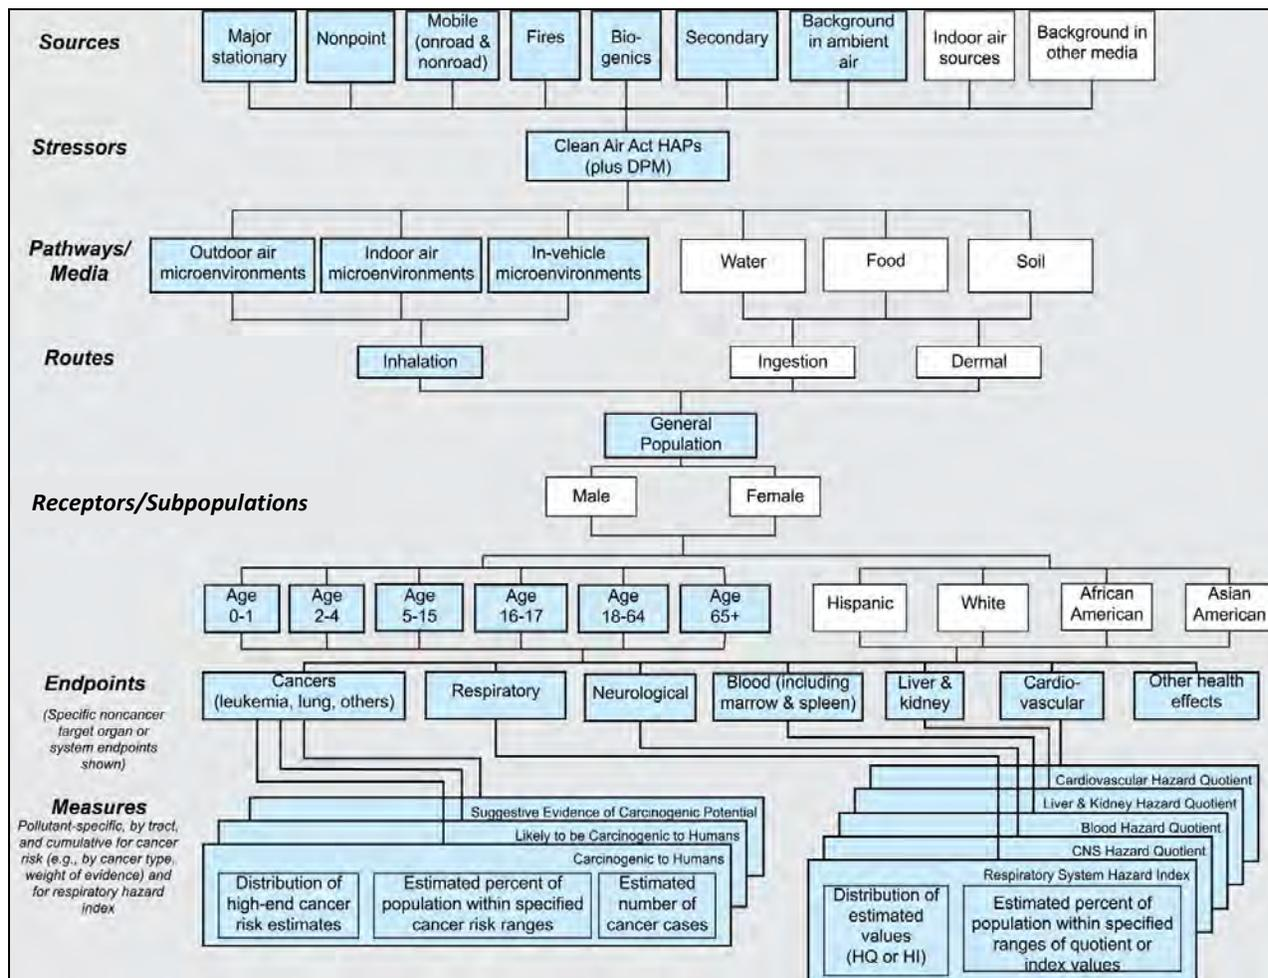 Sources
Major
stationary
Nonpoint
Mobile
(onroad &
nonroad)
Fires
Bio-
genics
Secondary
Background
in ambient
air
Indoor air
sources
Background in
other media
Stressors
Clean Air Act HAPs
(plus DPM)
Pathways/
Media
Outdoor air
microenvironments
Indoor air
microenvironments
In-vehicle
microenvironments
Water
Food
Soil
Routes
Inhalation
Ingestion
Dermal
General
Population
Receptors/Subpopulations
Male
Female
Age
0-1
Age
2-4
Age
5-15
Age
16-17
Age
18-64
Age
65+
Hispanic
White
African
American
Asian
American
Endpoints
(Specific noncancer
target organ or
system endpoints
shown)
Cancers
(leukemia, lung, others)
Respiratory
Neurological
Blood (including
marrow & spleen)
Liver &
kidney
Cardio-
vascular
Other health
effects
Measures
Pollutant-specific, by tract,
and cumulative for cancer
risk (e.g., by cancer type,
weight of evidence) and
for respiratory hazard
index
Suggestive Evidence of Carcinogenic Potential
Likely to be Carcinogenic to Humans
Carcinogenic to Humans
Distribution of
high-end cancer
risk estimates
Estimated percent of
population within specified
cancer risk ranges
Estimated
number of
cancer cases
Cardiovascular Hazard Quotient
Liver & Kidney Hazard Quotient
Blood Hazard Quotient
CNS Hazard Quotient
Respiratory System Hazard Index
Distribution of
estimated
values
(HQ or HI)
Estimated percent of
population within specified
ranges of quotient or
index values